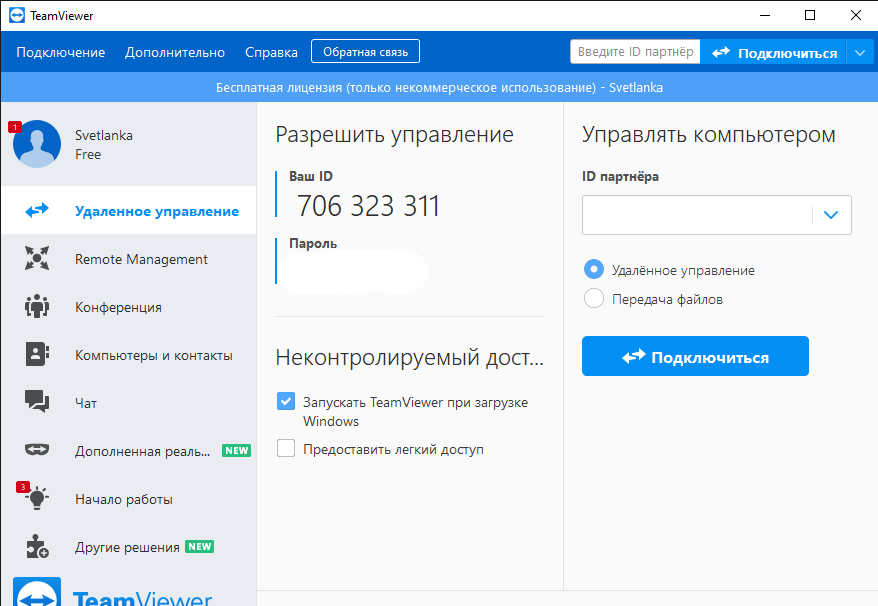 TeamViewer
Подключение Дополнительно Справка Обратная связь Введите ID партнёр Подключиться
Бесплатная лицензия (только некоммерческое использование) - Svetlanka
1
Svetlanka
Free
Удаленное управление
Remote Management
Конференция
Компьютеры и контакты
Чат
Дополненная реаль... NEW
3
Начало работы
Другие решения NEW
TeamViewer
Разрешить управление
Ваш ID
706 323 311
Пароль
Неконтролируемый дост...
Запускать TeamViewer при загрузке
Windows
Предоставить легкий доступ
Управлять компьютером
ID партнёра
Удалённое управление
Передача файлов
Подключиться